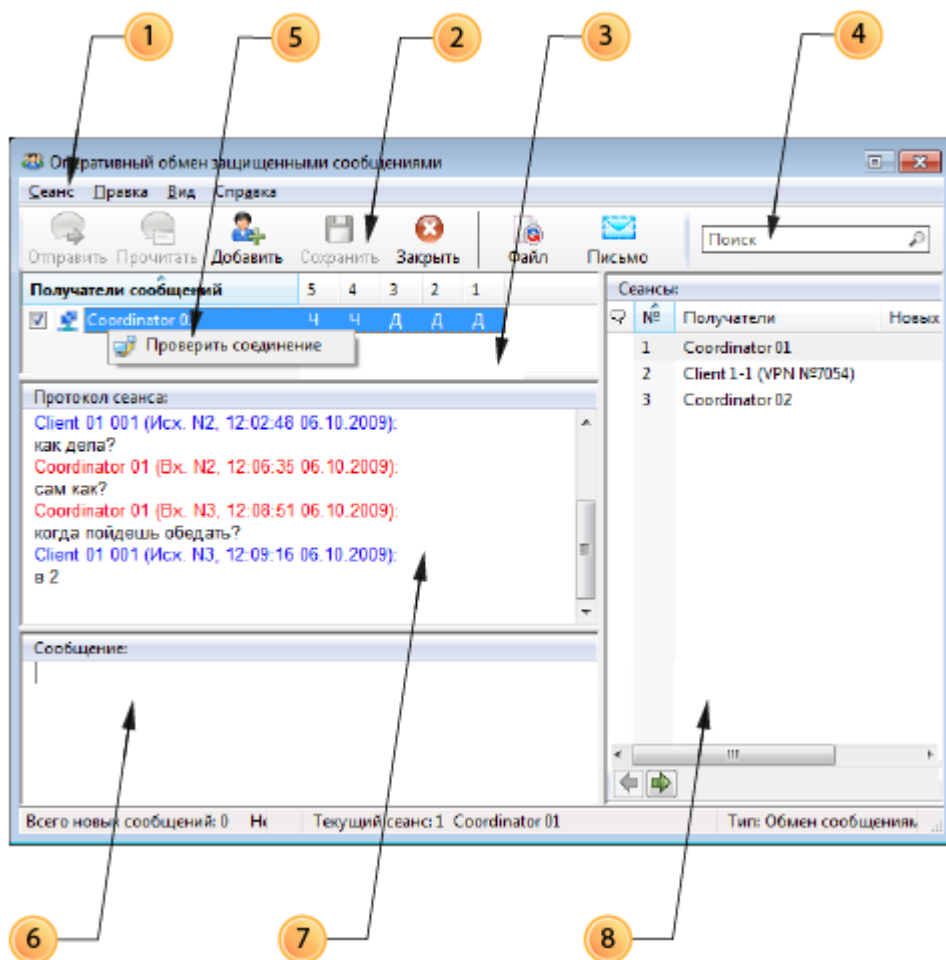 1
5
2
3
4
Оперативный обмен защищенными сообщениями
Сеанс Правка Вид Справка
Отправить Прочитать Добавить Сохранить Закрыть Файл Письмо
Поиск
Получатели сообщений 5 4 3 2 1
Coordinator 0 Ч Ч Д Д Д
Проверить соединение
Сеансы:
№ Получатели Новых
1 Coordinator 01
2 Client 1-1 (VPN №7054)
3 Coordinator 02
Протокол сеанса:
Client 01 001 (Исх. N2, 12:02:48 06.10.2009):
как дела?
Coordinator 01 (Вх. N2, 12:06:35 06.10.2009):
сам как?
Coordinator 01 (Вх. N3, 12:08:51 06.10.2009):
когда пойдешь обедать?
Client 01 001 (Исх. N3, 12:09:16 06.10.2009):
в 2
Сообщение:
Всего новых сообщений: 0 Не Текущий сеанс: 1 Coordinator 01 Тип: Обмен сообщениям
6
7
8